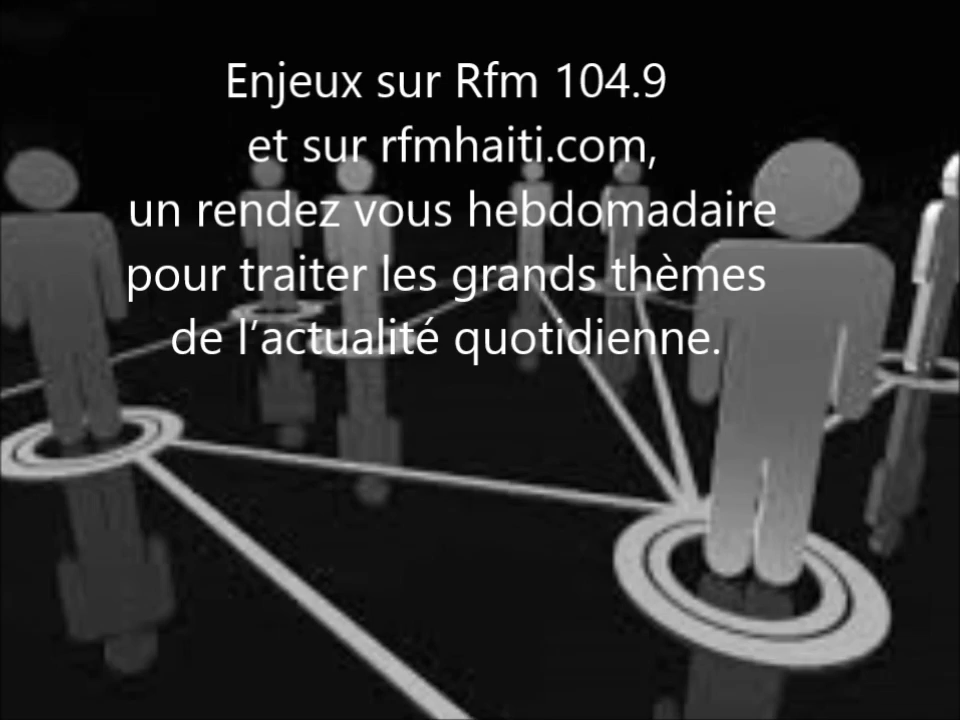 Enjeux sur Rfm 104.9
et sur rfmhaiti.com,
un rendez vous hebdomadaire
pour traiter les grands thèmes
de l’actualité quotidienne.